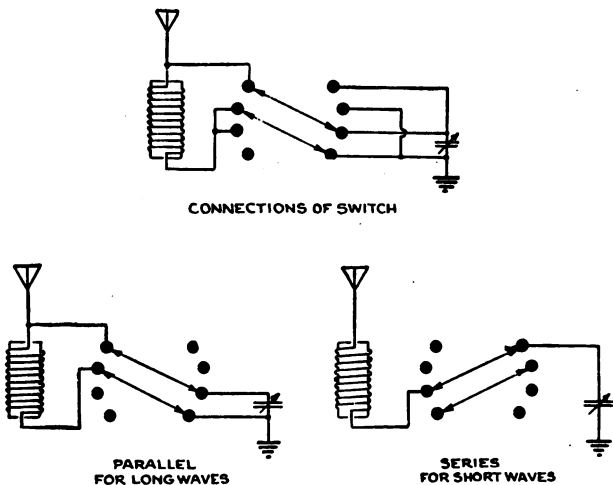 CONNECTIONS OF SWITCH
PARALLEL
FOR LONG WAVES
SERIES
FOR SHORT WAVES